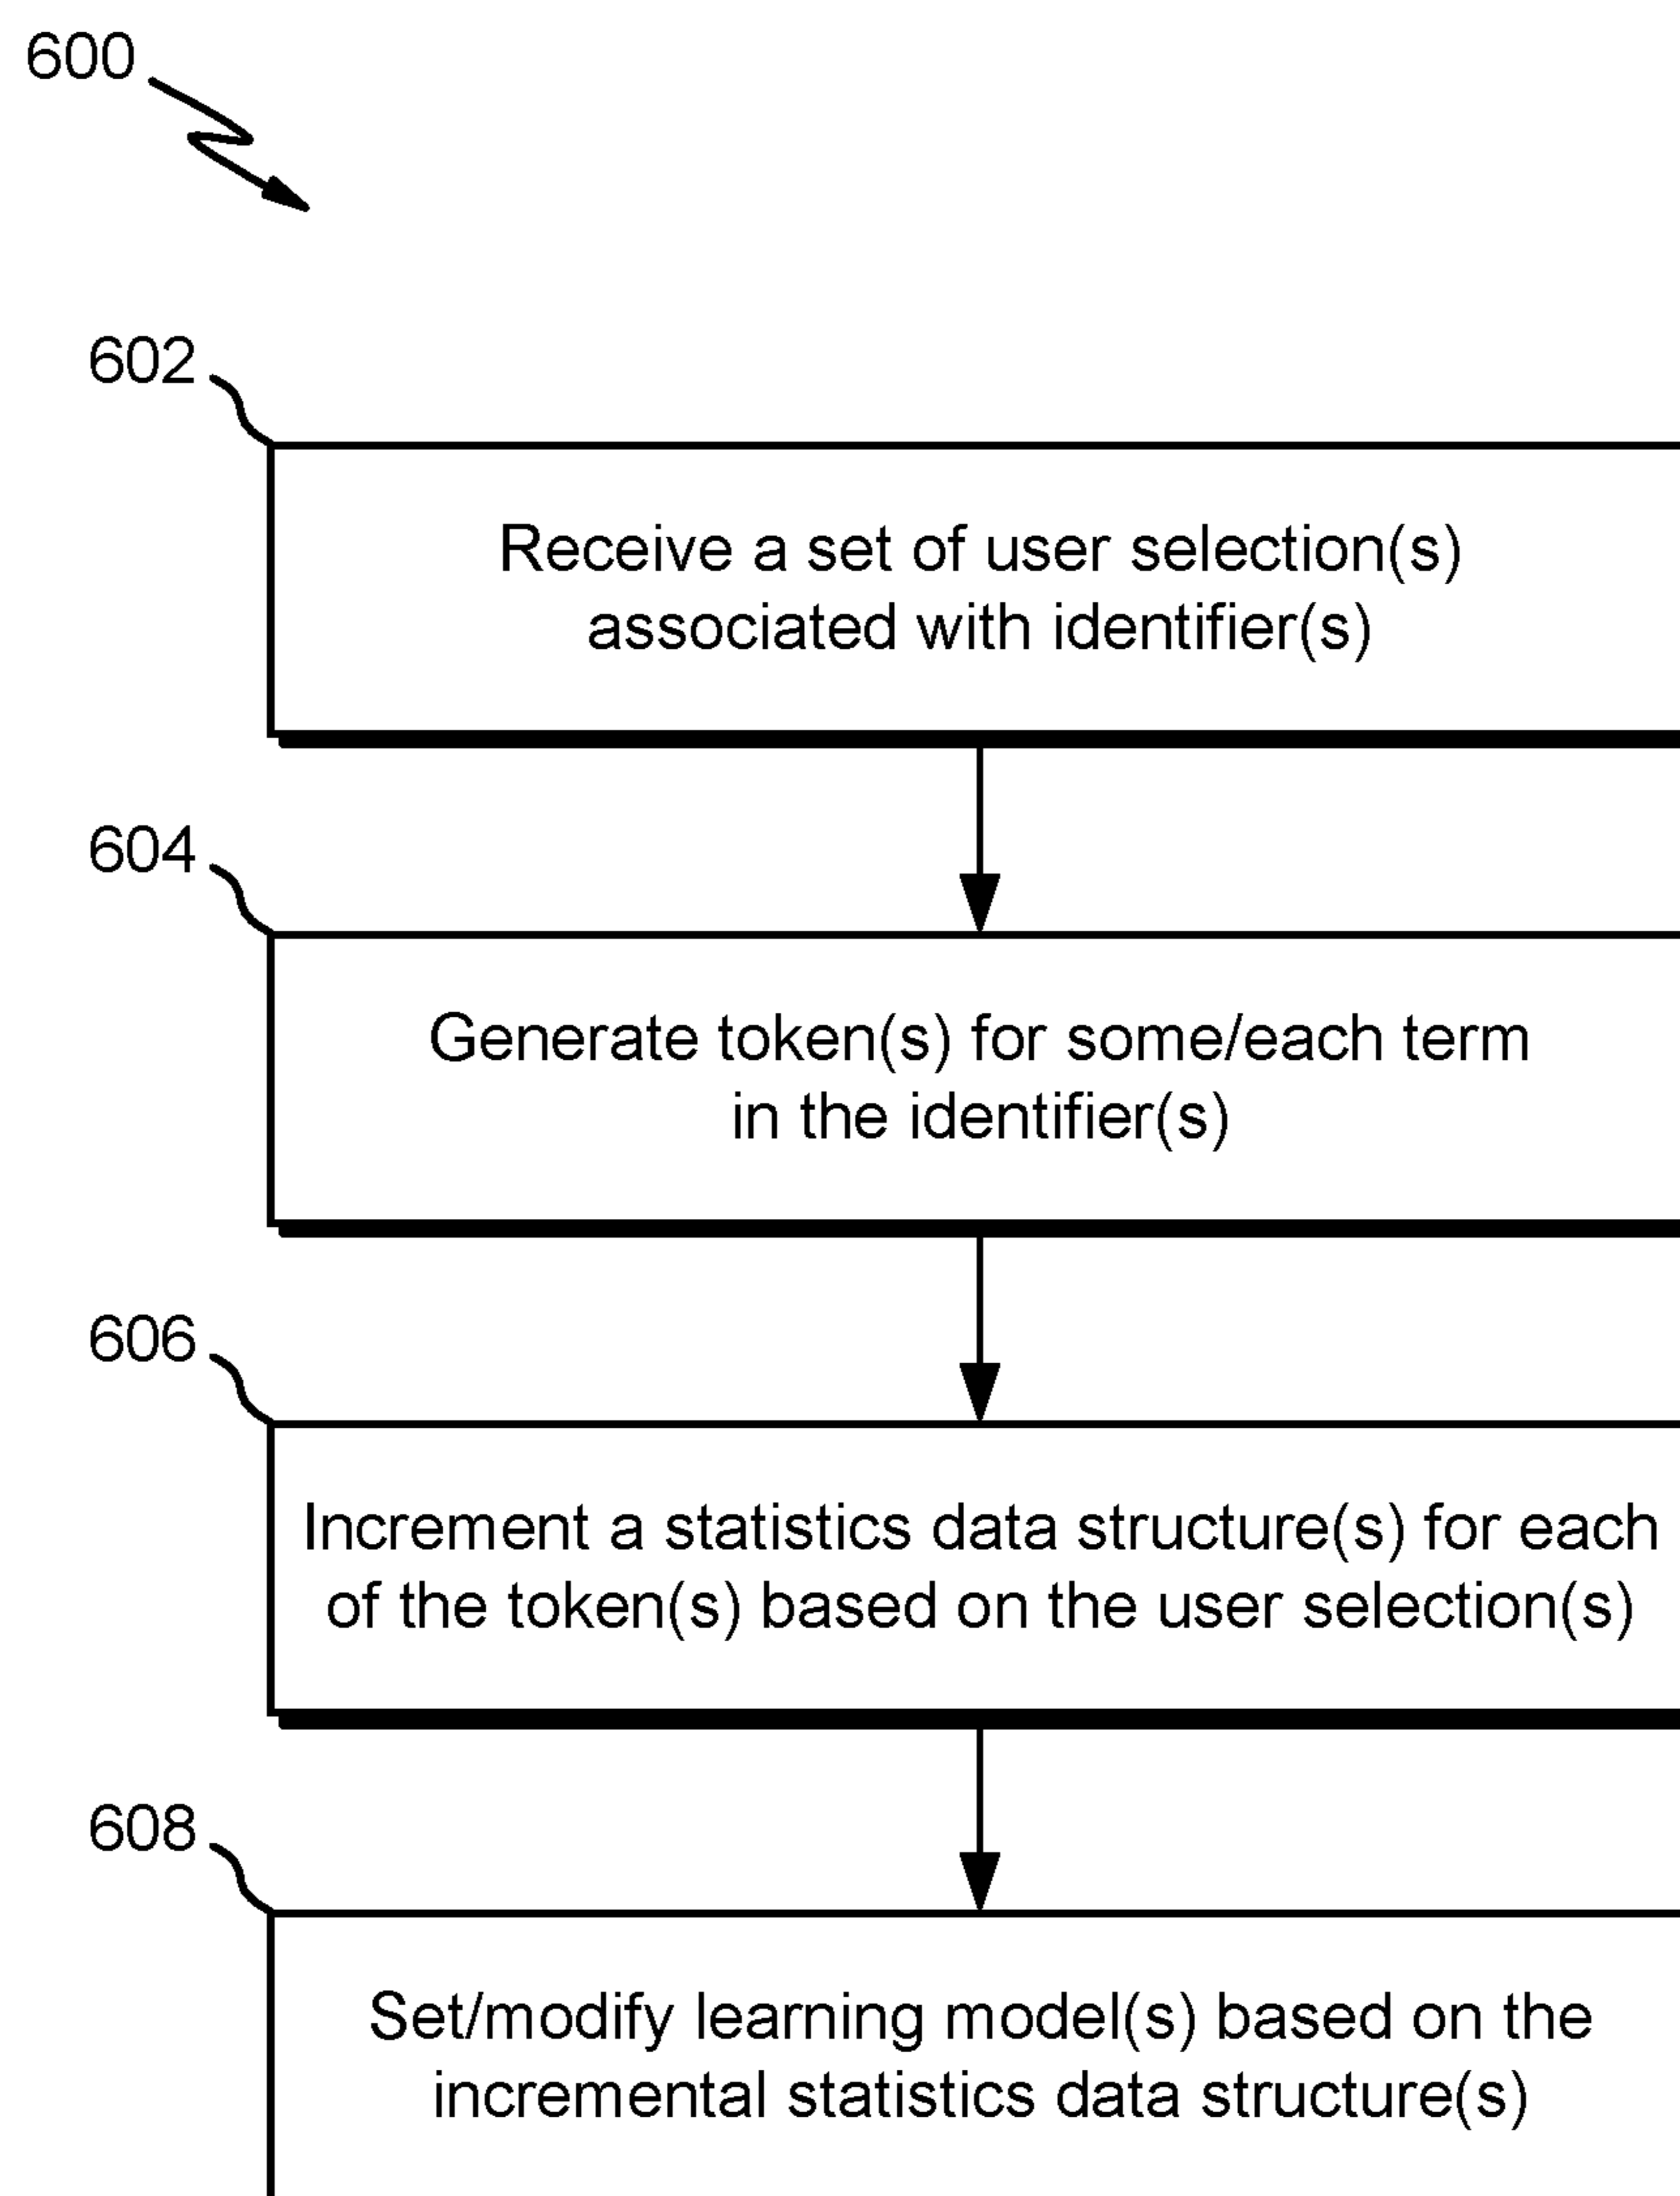 600
602
Receive a set of user selection(s)
associated with identifier(s)
604
Generate token(s) for some/each term
in the identifier(s)
606
Increment a statistics data structure(s) for each
of the token(s) based on the user selection(s)
608
Set/modify learning model(s) based on the
incremental statistics data structure(s)